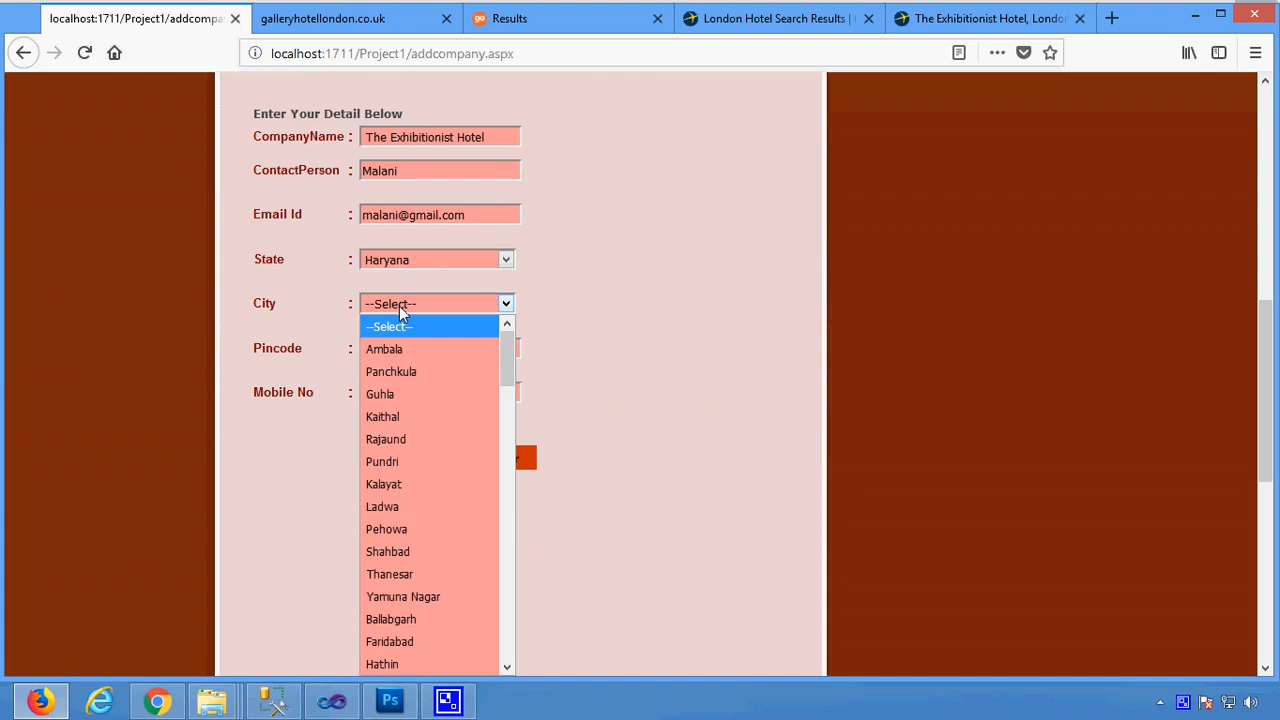 localhost:1711/Project1/addcompa
galleryhotellondon.co.uk
go Results
London Hotel Search Results |
The Exhibitionist Hotel, Londor
localhost:1711/Project1/addcompany.aspx
Enter Your Detail Below
CompanyName : The Exhibitionist Hotel
ContactPerson : Malani
Email Id : malani@gmail.com
State : Haryana
City : --Select--
--Select--
Ambala
Pincode :
Panchkula
Mobile No :
Guhla
Kaithal
Rajaund
Pundri
Kalayat
Ladwa
Pehowa
Shahbad
Thanesar
Yamuna Nagar
Ballabgarh
Faridabad
Hathin
Ps